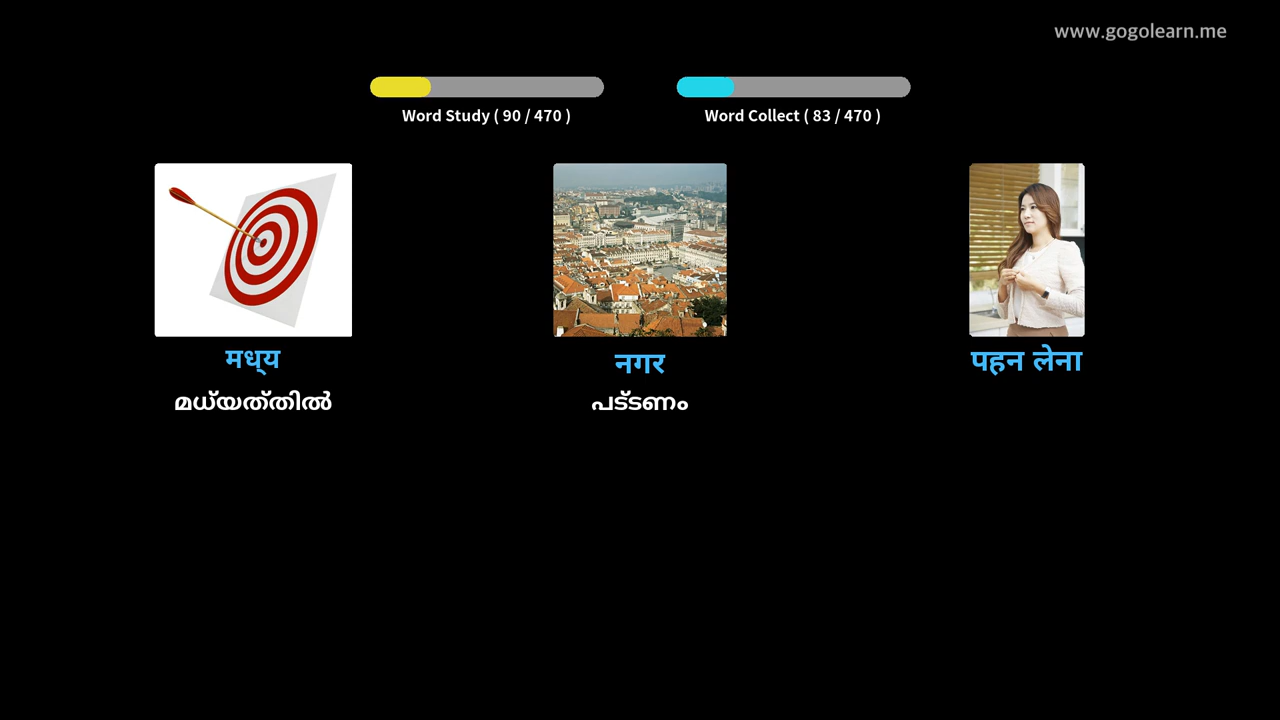 www.gogolearn.me
Word Study ( 90 / 470 )
Word Collect ( 83 / 470 )
मध्य
नगर
पहन लेना
മധ്യത്തിൽ
പട്ടണം